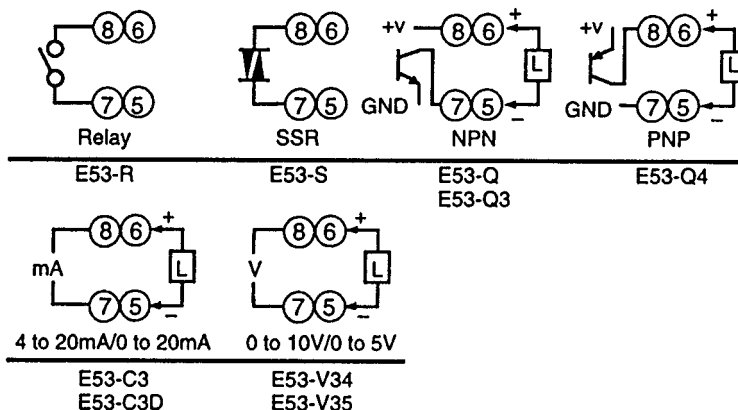 8 6 8 6 +v 8 6 + +v 8 6 +
L L
7 5 7 5 GND 7 5 − GND 7 5 −
Relay SSR NPN PNP
E53-R E53-S E53-Q E53-Q4
E53-Q3
8 6 + 8 6 +
mA L V L
7 5 − 7 5 −
4 to 20mA/0 to 20mA 0 to 10V/0 to 5V
E53-C3 E53-V34
E53-C3D E53-V35